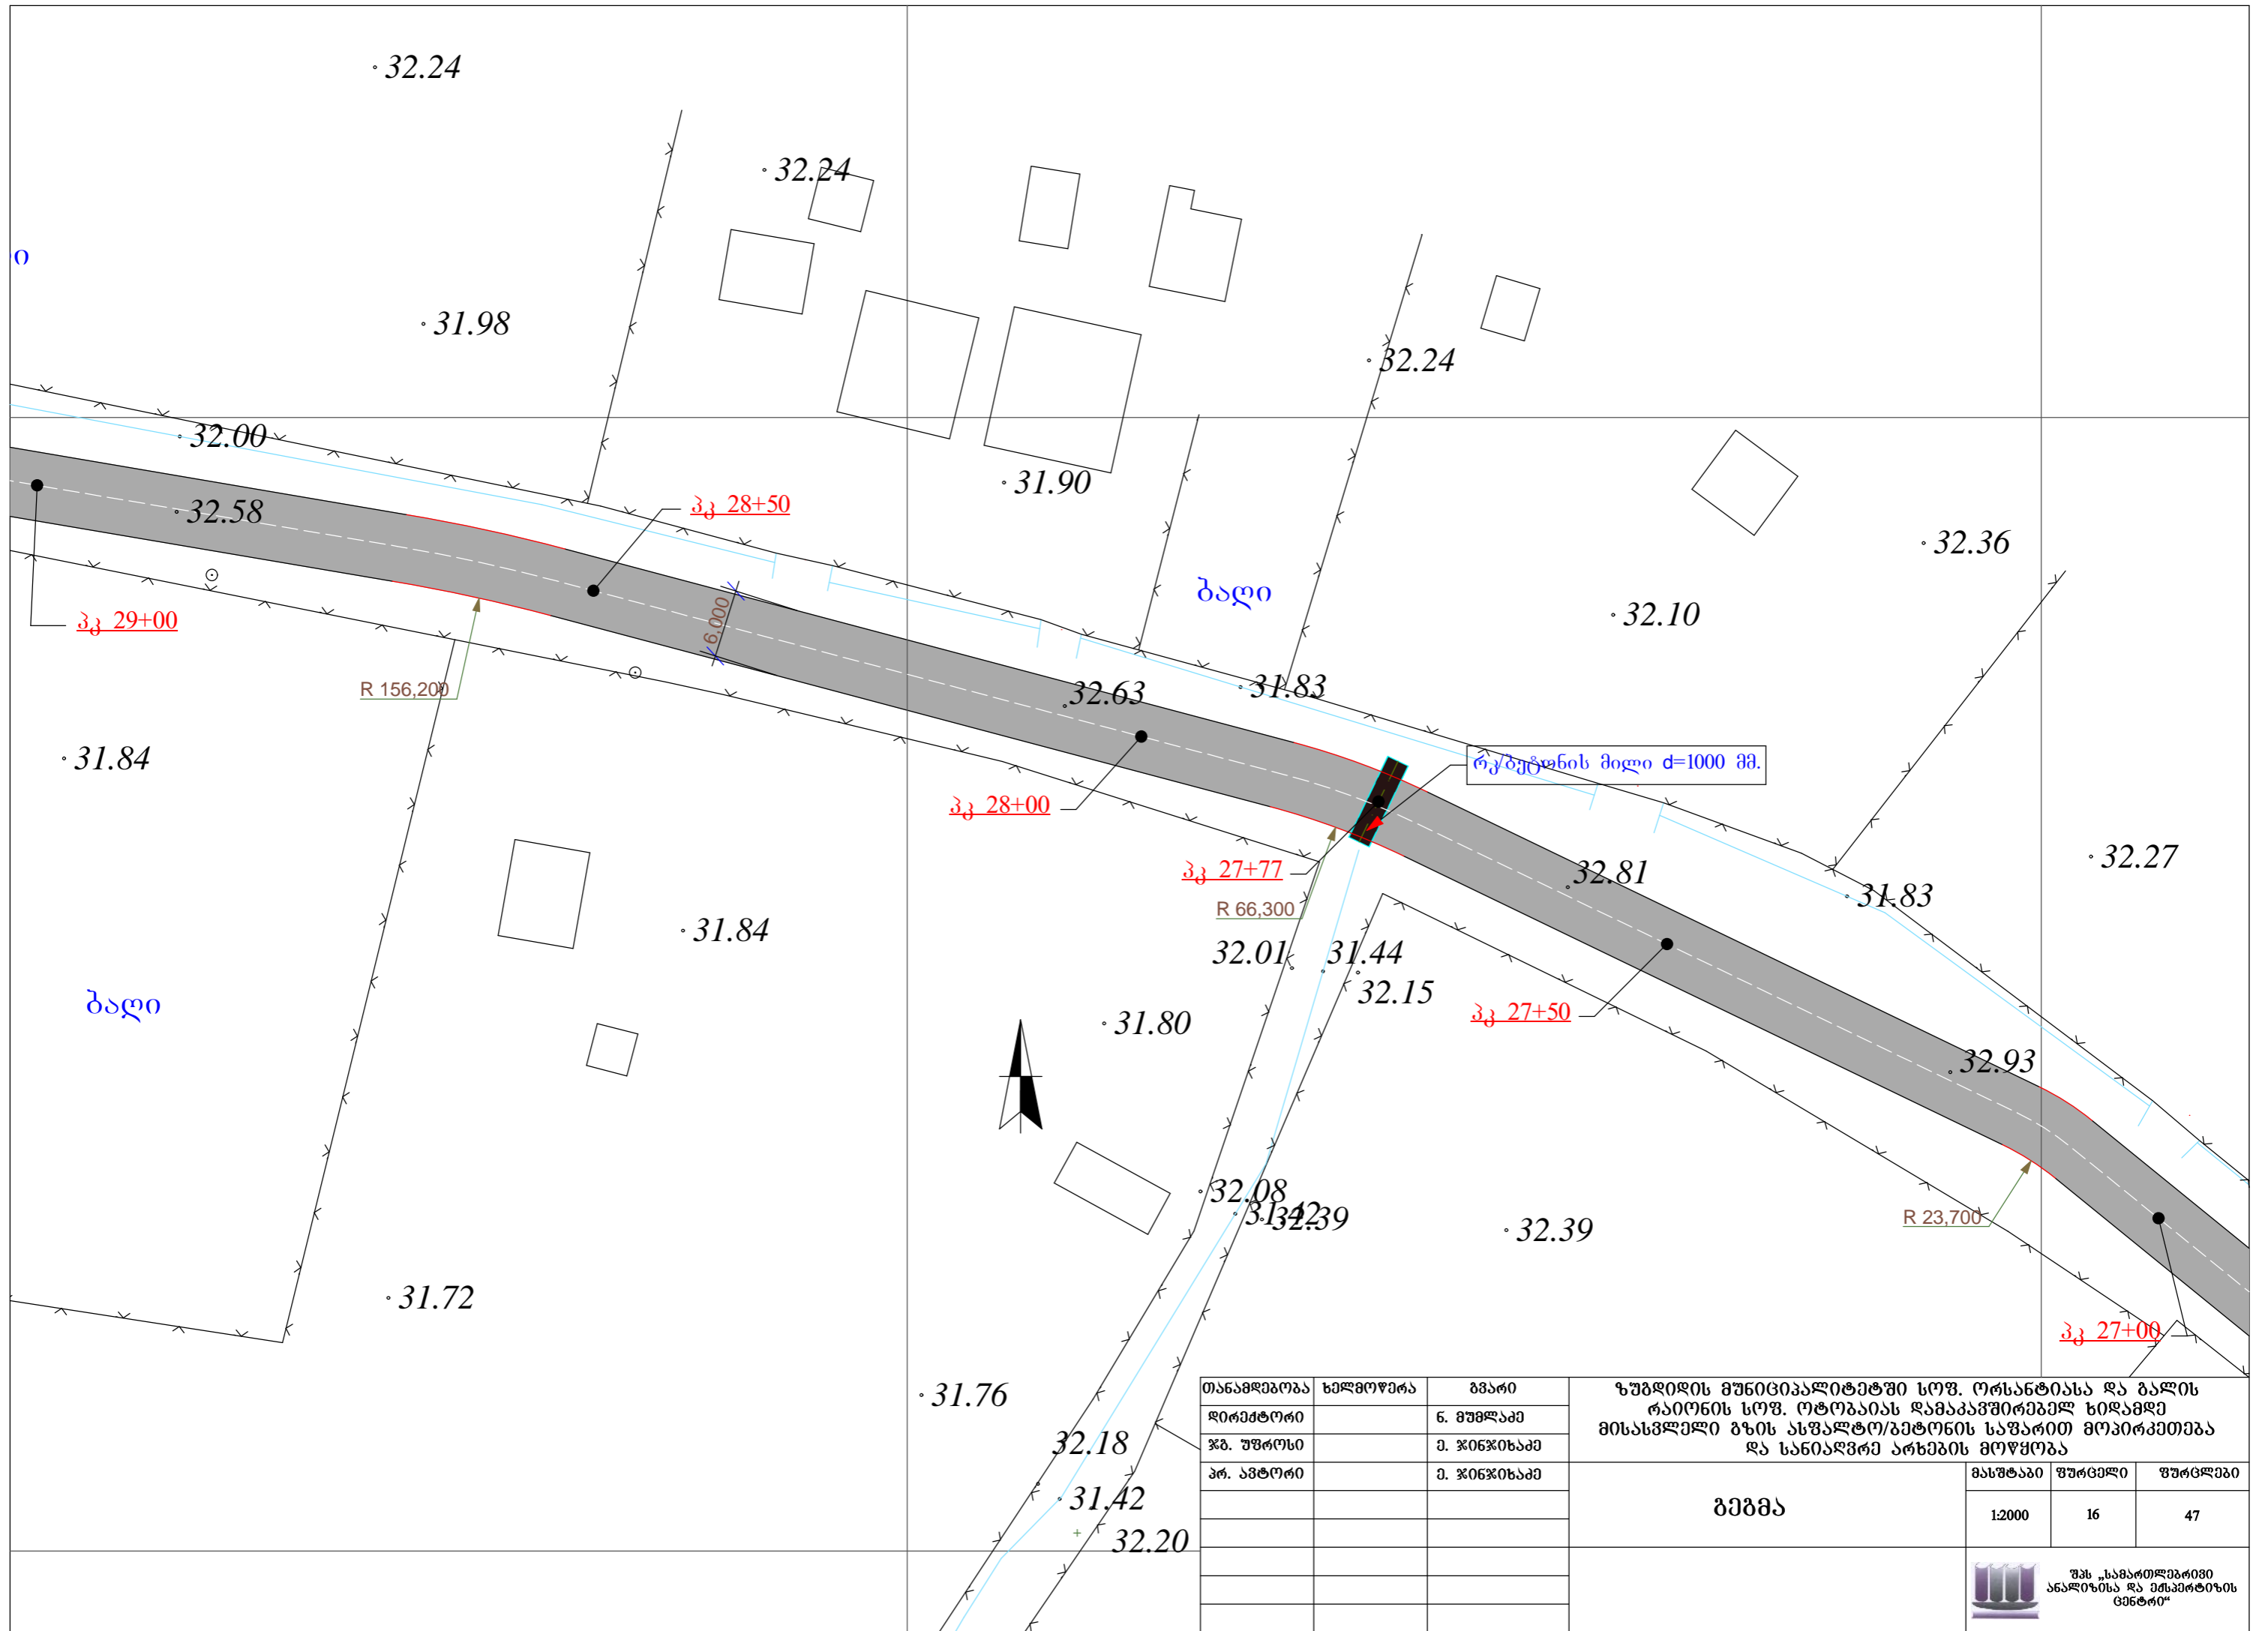 32.24
32.24
ი
31.98
32.24
32.00
31.90
32.58
პკ 28+50
32.36
ბაღი
6,000
32.10
პკ 29+00
R 156,200
32.63
31.83
31.84
რკ/ბეტონის მილი d=1000 მმ.
პკ 28+00
პკ 27+77
32.81
32.27
31.83
R 66,300
31.84
32.01
31.44
32.15
ბაღი
31.80
პკ 27+50
32.93
32.08
31.42
32.39
32.39
R 23,700
31.72
პკ 27+00
31.76
32.18
31.42
32.20
თანამდებობა ხელმოწერა გვარი
დირექტორი ნ. მუმლაძე
ჯგ. უფროსი ე. ჯინჯიხაძე
პრ. ავტორი ე. ჯინჯიხაძე
ზუგდიდის მუნიციპალიტეტში სოფ. ორსანტიასა და გალის
რაიონის სოფ. ოტობაიას დამაკავშირებელ ხიდამდე
მისასვლელი გზის ასფალტო/ბეტონის საფარით მოპირკეთება
და სანიაღვრე არხების მოწყობა
გეგმა
მასშტაბი ფურცელი ფურცლები
1:2000 16 47
შპს „სამართლებრივი
ანალიზისა და ექსპერტიზის
ცენტრი“